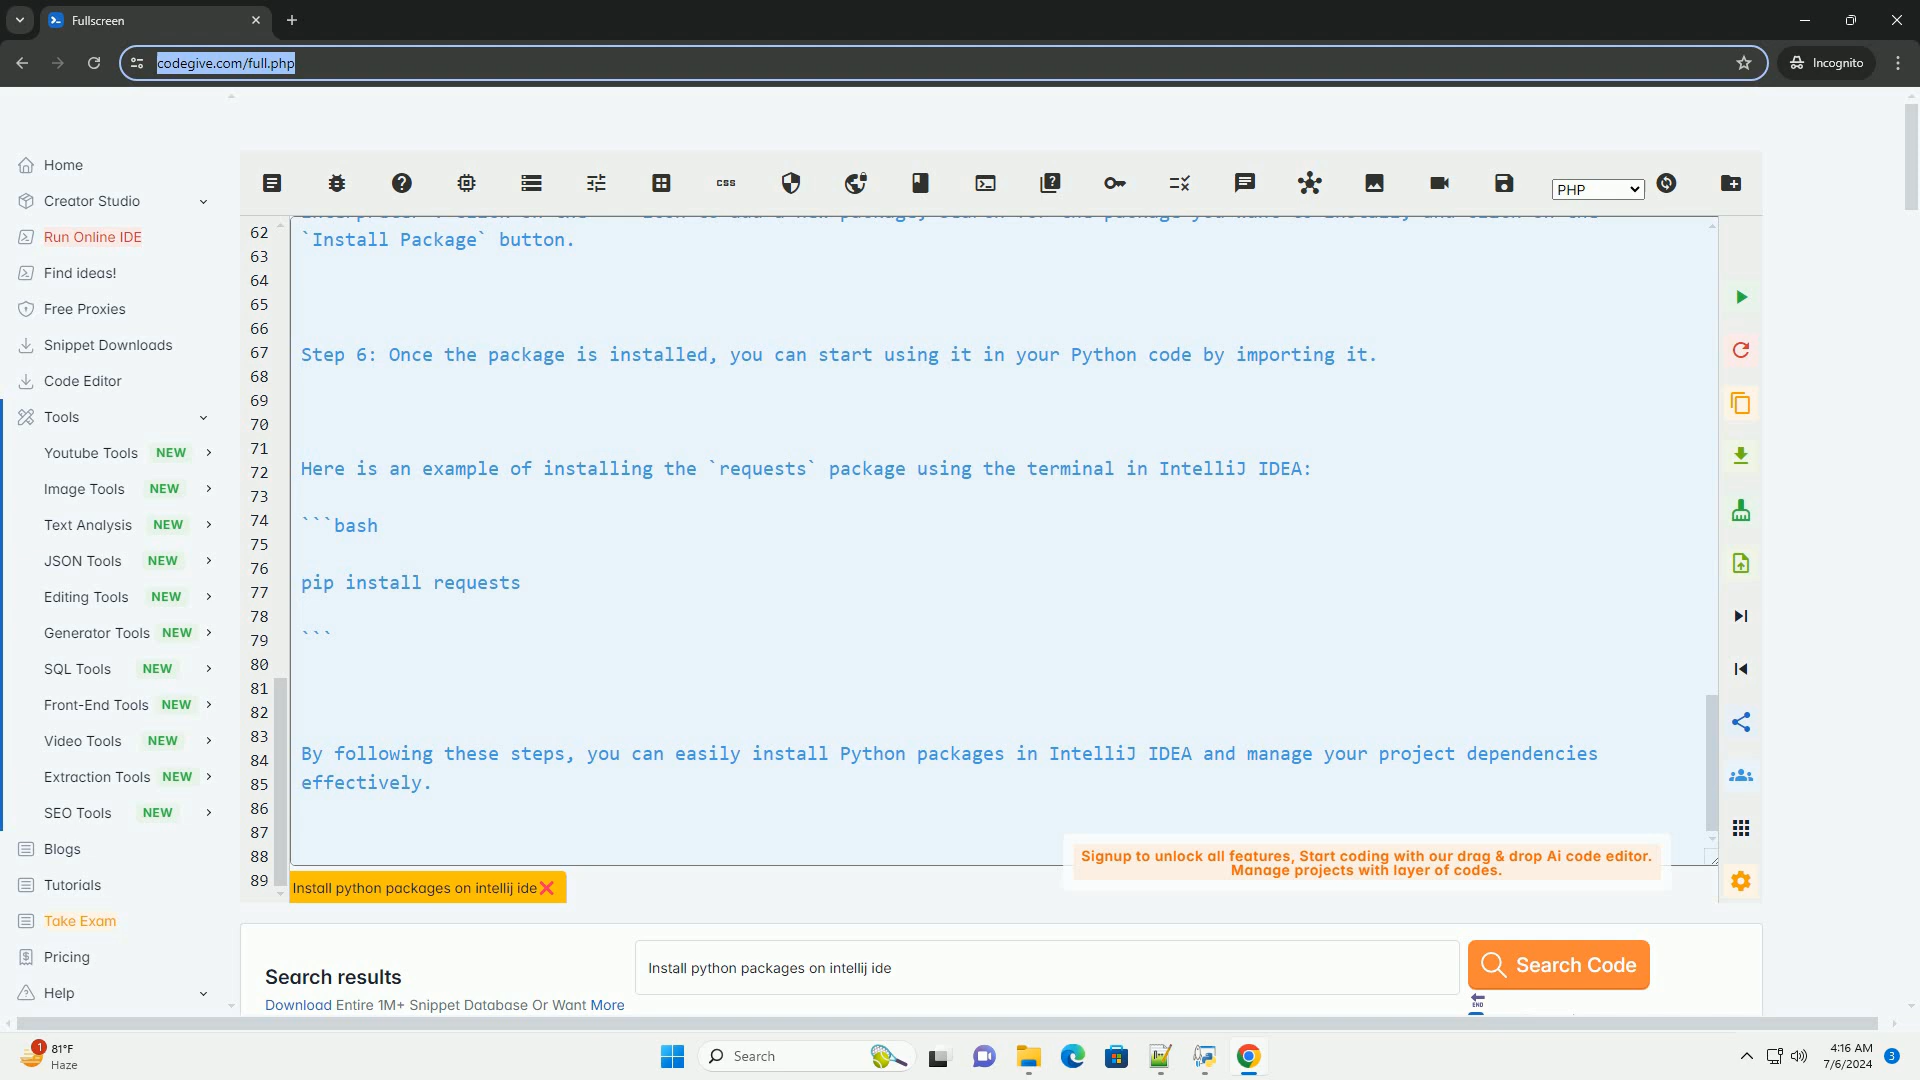 Fullscreen
codegive.com/full.php
Incognito
Home
Creator Studio
Run Online IDE
Find ideas!
Free Proxies
Snippet Downloads
Code Editor
Tools
Youtube Tools NEW
Image Tools NEW
Text Analysis NEW
JSON Tools NEW
Editing Tools NEW
Generator Tools NEW
SQL Tools NEW
Front-End Tools NEW
Video Tools NEW
Extraction Tools NEW
SEO Tools NEW
Blogs
Tutorials
Take Exam
Pricing
Help
CSS
PHP
62
63
64
65
66
67
68
69
70
71
72
73
74
75
76
77
78
79
80
81
82
83
84
85
86
87
88
89
`Install Package` button.
Step 6: Once the package is installed, you can start using it in your Python code by importing it.
Here is an example of installing the `requests` package using the terminal in IntelliJ IDEA:
```bash
pip install requests
```
By following these steps, you can easily install Python packages in IntelliJ IDEA and manage your project dependencies
effectively.
Signup to unlock all features, Start coding with our drag & drop Ai code editor.
Manage projects with layer of codes.
Install python packages on intellij ide
Search results
Download Entire 1M+ Snippet Database Or Want More
Install python packages on intellij ide
Search Code
END
1
81°F
Haze
Search
4:16 AM
7/6/2024
3